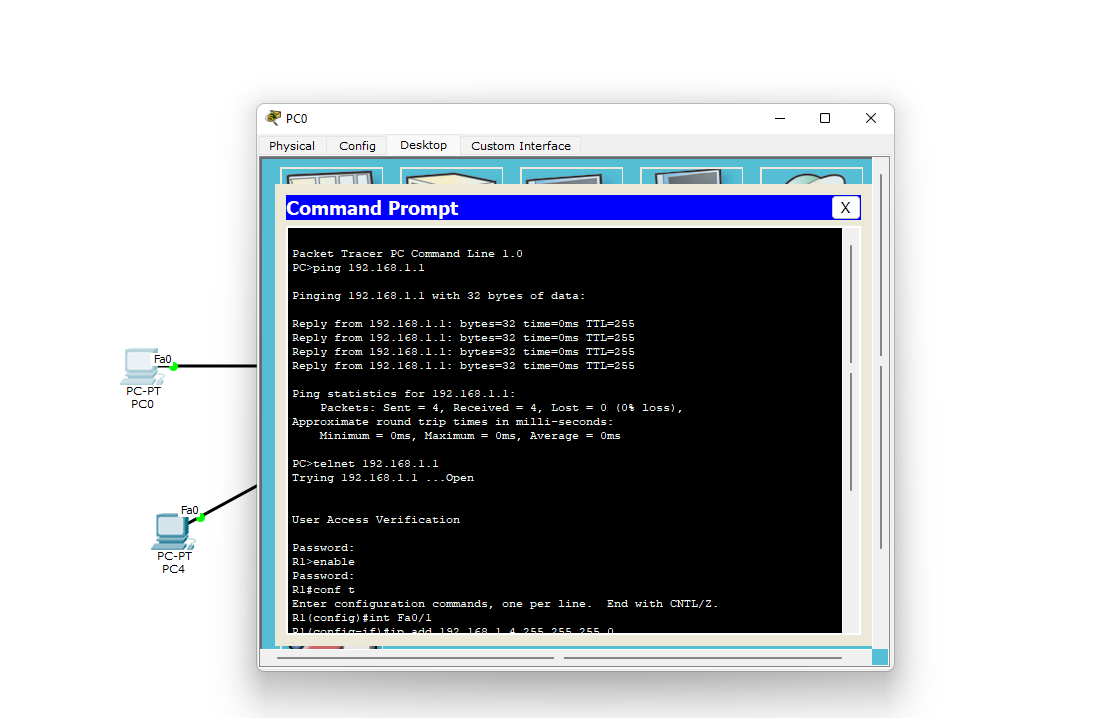 PC0
Physical Config Desktop Custom Interface
Command Prompt X
Packet Tracer PC Command Line 1.0
PC>ping 192.168.1.1
Pinging 192.168.1.1 with 32 bytes of data:
Reply from 192.168.1.1: bytes=32 time=0ms TTL=255
Reply from 192.168.1.1: bytes=32 time=0ms TTL=255
Reply from 192.168.1.1: bytes=32 time=0ms TTL=255
Reply from 192.168.1.1: bytes=32 time=0ms TTL=255
Ping statistics for 192.168.1.1:
Packets: Sent = 4, Received = 4, Lost = 0 (0% loss),
Approximate round trip times in milli-seconds:
Minimum = 0ms, Maximum = 0ms, Average = 0ms
PC>telnet 192.168.1.1
Trying 192.168.1.1 ...Open
User Access Verification
Password:
R1>enable
Password:
R1#conf t
Enter configuration commands, one per line.  End with CNTL/Z.
R1(config)#int Fa0/1
R1(config-if)#ip add 192.168.1.4 255.255.255.0
Fa0
PC-PT
PC0
Fa0
PC-PT
PC4